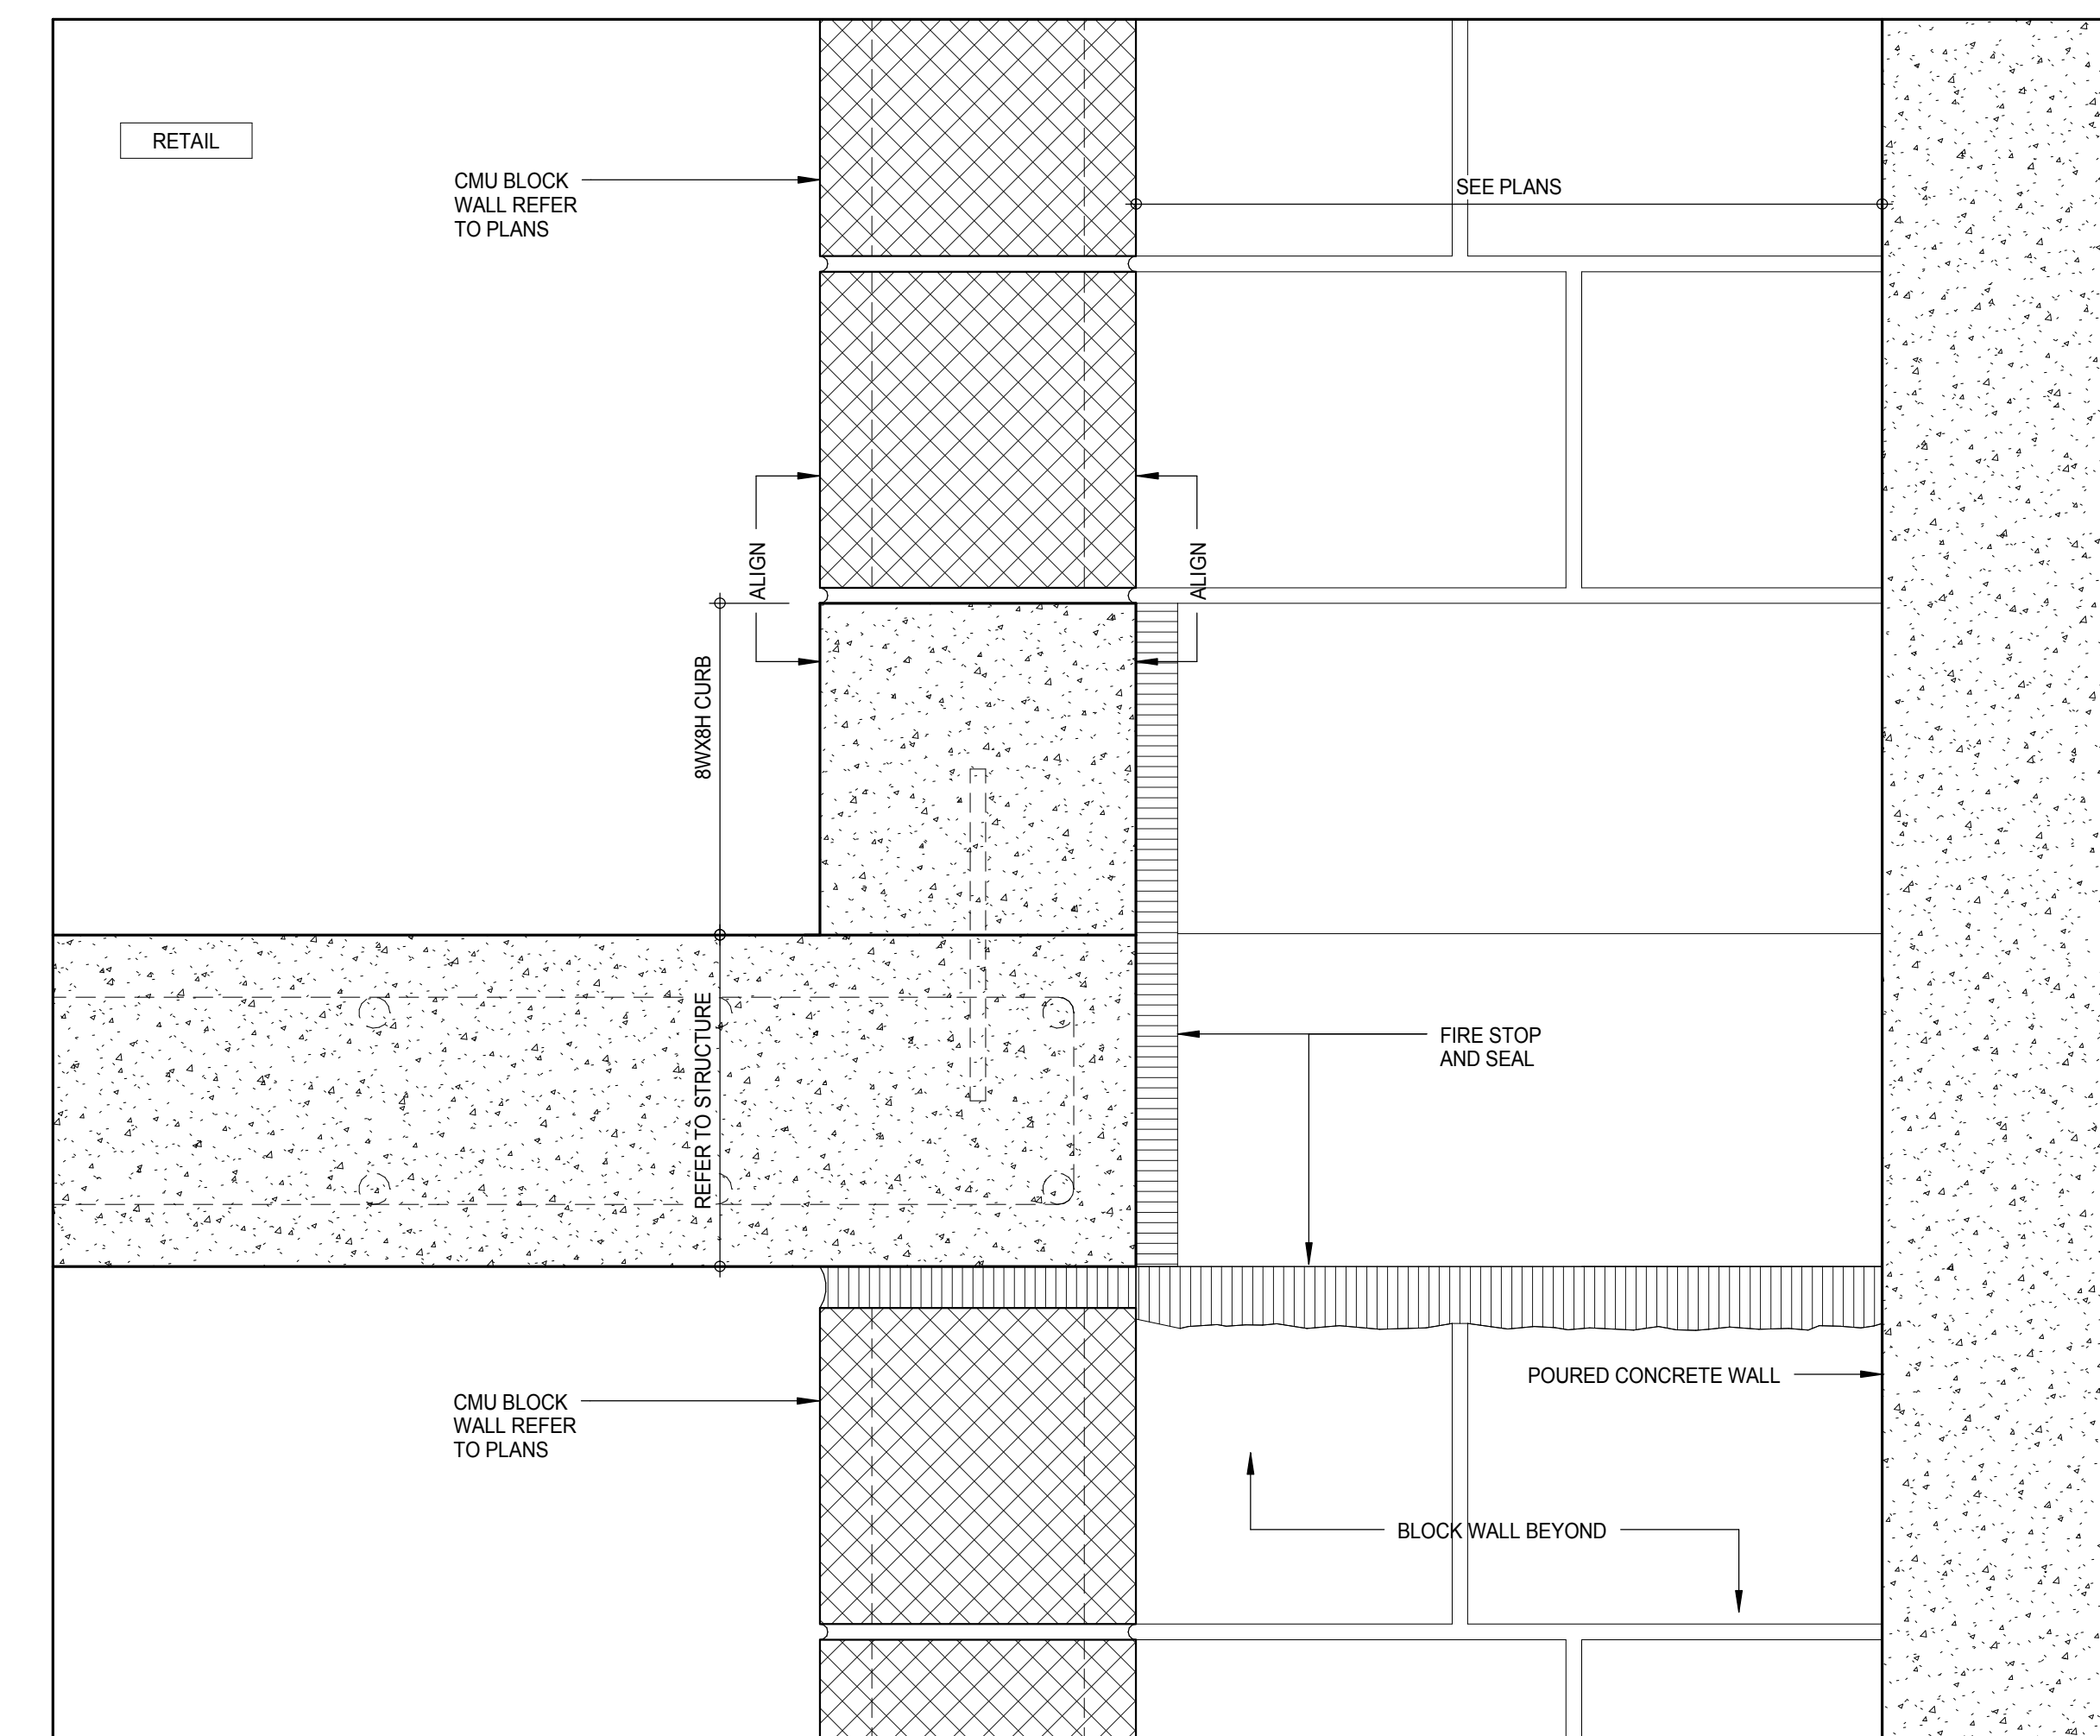 RETAIL
CMU BLOCK
WALL REFER
TO PLANS
SEE PLANS
ALIGN
ALIGN
8WX8H CURB
REFER TO STRUCTURE
FIRE STOP
AND SEAL
CMU BLOCK
WALL REFER
TO PLANS
POURED CONCRETE WALL
BLOCK WALL BEYOND